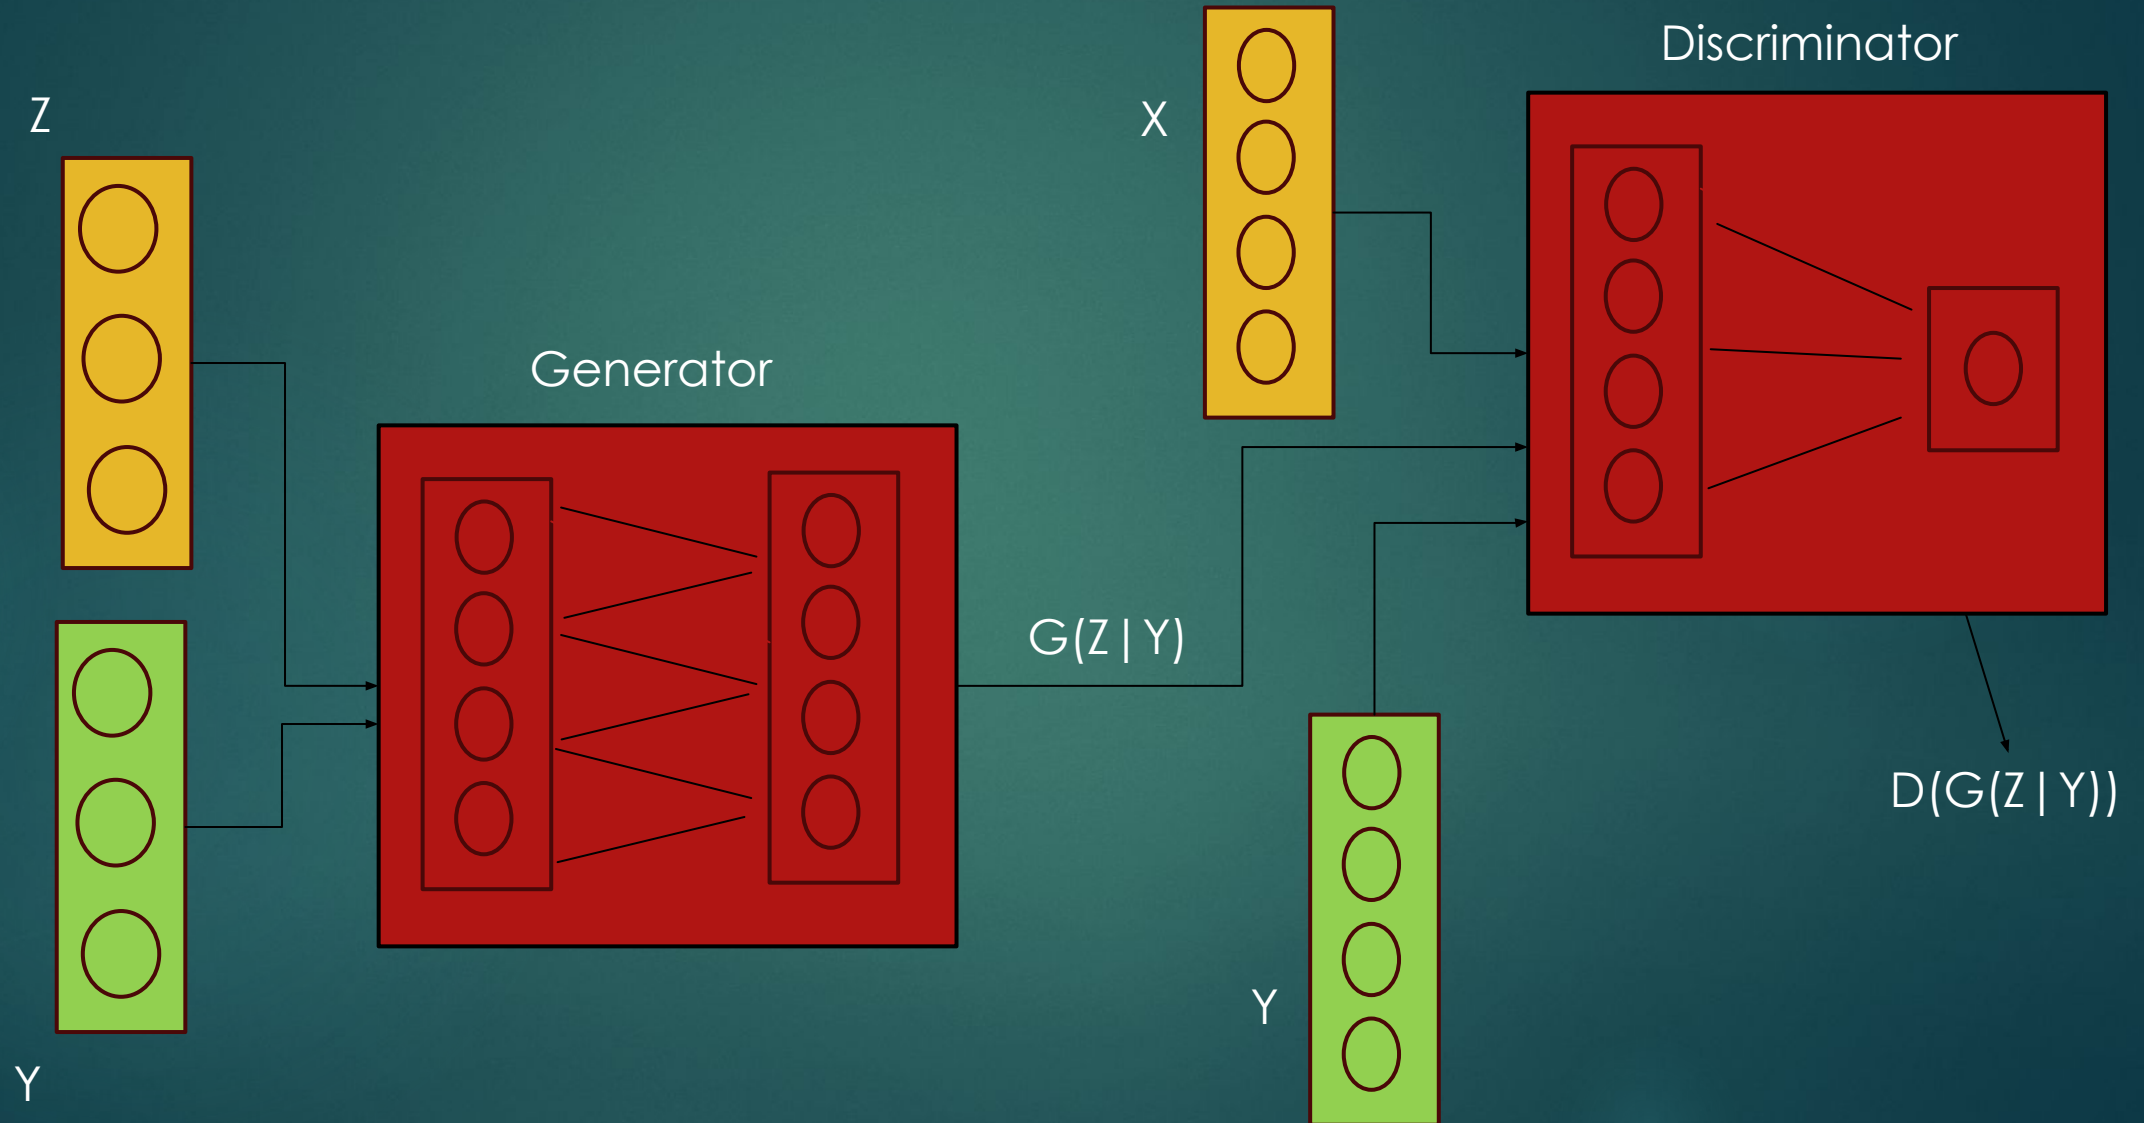 Discriminator
Z
X
Generator
G(Z|Y)
D(G(Z|Y))
Y
Y